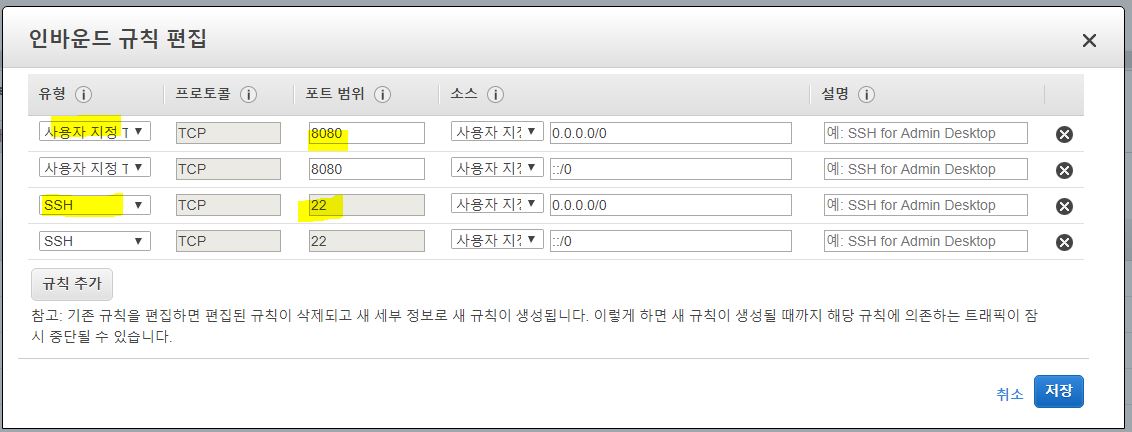 인바운드 규칙 편집
유형 프로토콜 포트 범위 소스 설명
사용자 지정 T TCP 8080 사용자 지정 0.0.0.0/0 예: SSH for Admin Desktop
사용자 지정 T TCP 8080 사용자 지정 ::/0 예: SSH for Admin Desktop
SSH TCP 22 사용자 지정 0.0.0.0/0 예: SSH for Admin Desktop
SSH TCP 22 사용자 지정 ::/0 예: SSH for Admin Desktop
규칙 추가
참고: 기존 규칙을 편집하면 편집된 규칙이 삭제되고 새 세부 정보로 새 규칙이 생성됩니다. 이렇게 하면 새 규칙이 생성될 때까지 해당 규칙에 의존하는 트래픽이 잠
시 중단될 수 있습니다.
취소 저장